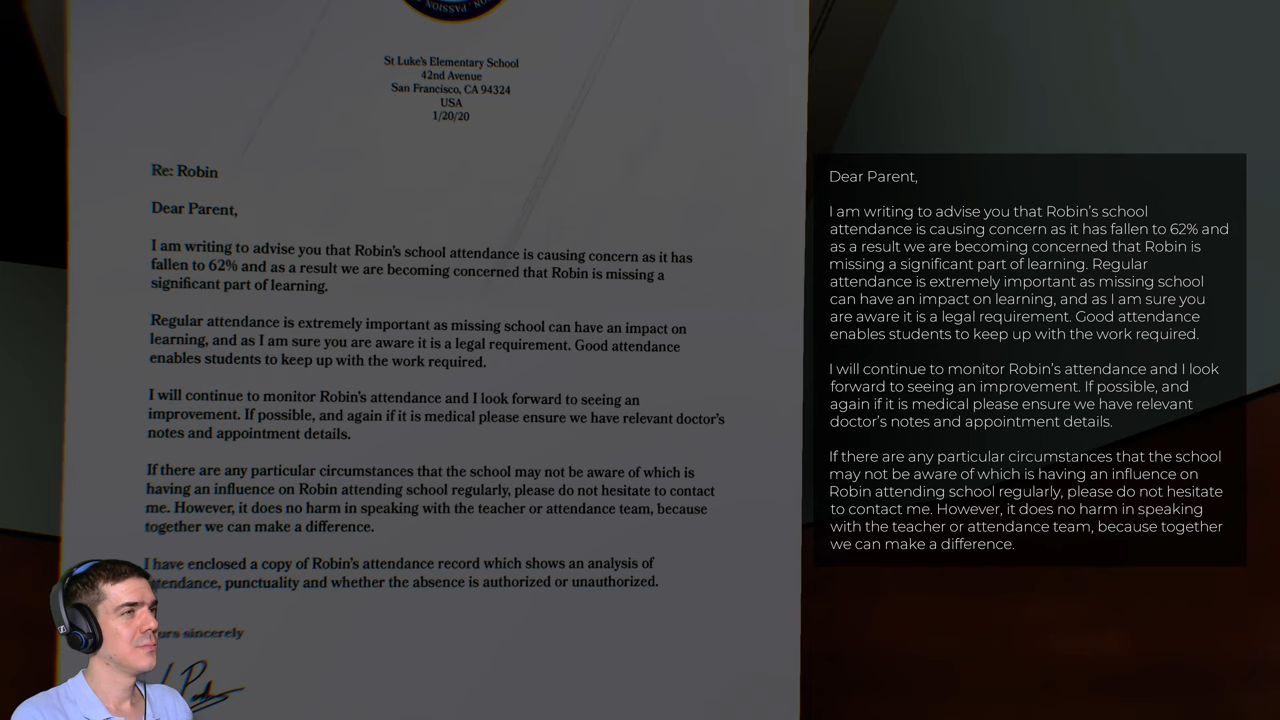 PASSION
St Luke's Elementary School
42nd Avenue
San Francisco, CA 94324
USA
1/20/20
Re: Robin
Dear Parent,
I am writing to advise you that Robin's school attendance is causing concern as it has
fallen to 62% and as a result we are becoming concerned that Robin is missing a
significant part of learning.
Regular attendance is extremely important as missing school can have an impact on
learning, and as I am sure you are aware it is a legal requirement. Good attendance
enables students to keep up with the work required.
I will continue to monitor Robin's attendance and I look forward to seeing an
improvement. If possible, and again if it is medical please ensure we have relevant doctor's
notes and appointment details.
If there are any particular circumstances that the school may not be aware of which is
having an influence on Robin attending school regularly, please do not hesitate to contact
me. However, it does no harm in speaking with the teacher or attendance team, because
together we can make a difference.
I have enclosed a copy of Robin's attendance record which shows an analysis of
punctuality and whether the absence is authorized or unauthorized.
sincerely
Dear Parent,
I am writing to advise you that Robin's school
attendance is causing concern as it has fallen to 62% and
as a result we are becoming concerned that Robin is
missing a significant part of learning. Regular
attendance is extremely important as missing school
can have an impact on learning, and as I am sure you
are aware it is a legal requirement. Good attendance
enables students to keep up with the work required.
I will continue to monitor Robin's attendance and I look
forward to seeing an improvement. If possible, and
again if it is medical please ensure we have relevant
doctor's notes and appointment details.
If there are any particular circumstances that the school
may not be aware of which is having an influence on
Robin attending school regularly, please do not hesitate
to contact me. However, it does no harm in speaking
with the teacher or attendance team, because together
we can make a difference.